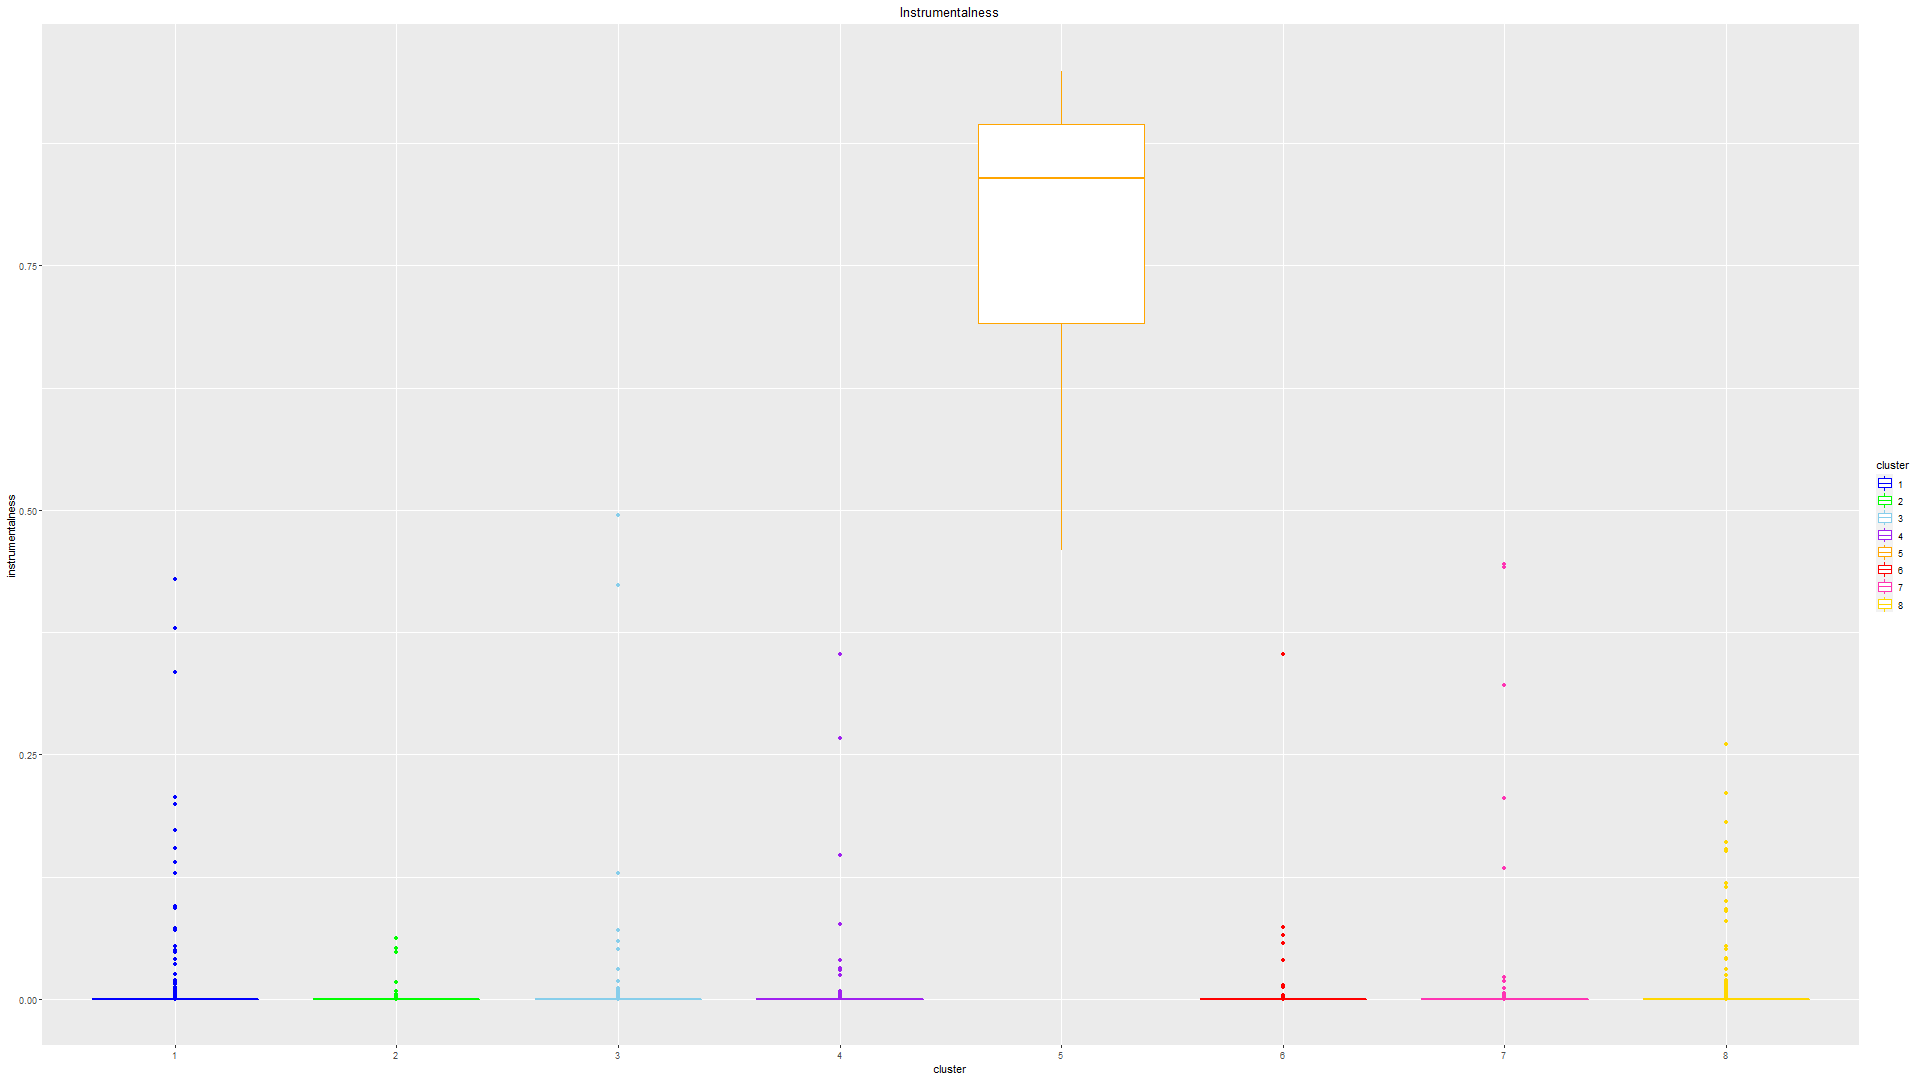 Instrumentalness
instrumentalness
0.75
0.50
0.25
0.00
1 2 3 4 5 6 7 8
cluster
cluster
1
2
3
4
5
6
7
8